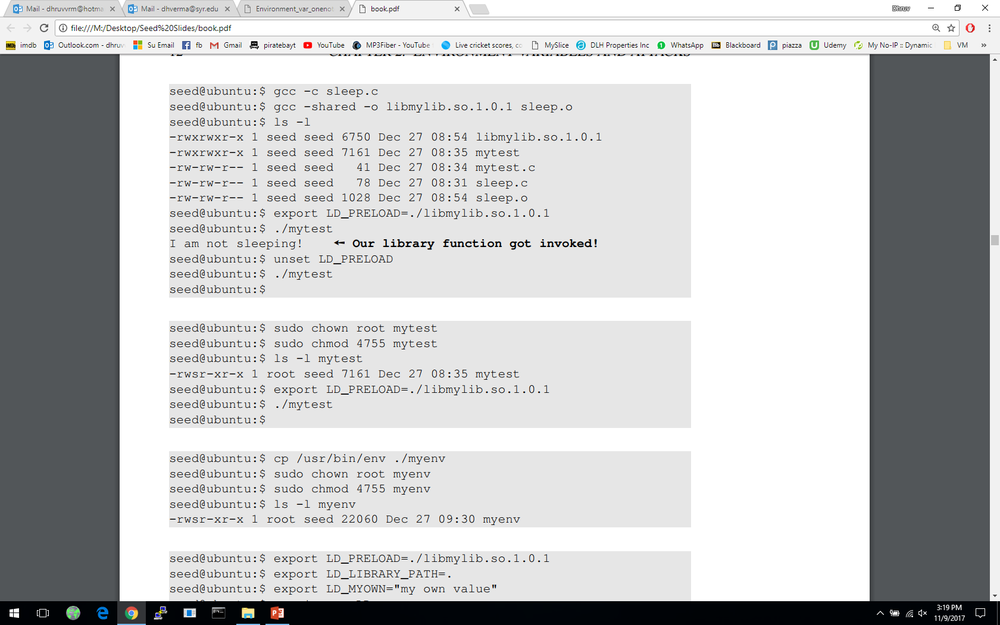 Mail - dhruvvrm@hotma
Mail - dhverma@syr.edu
Environment_var_onenot
book.pdf
Dhruv
file:///M:/Desktop/Seed%20Slides/book.pdf
IMDb imdb
Outlook.com - dhruv
Su Email
fb
Gmail
piratebayt
YouTube
MP3Fiber - YouTube
Live cricket scores, co
MySlice
DLH Properties Inc
WhatsApp
Bb Blackboard
piazza
Udemy
My No-IP :: Dynamic
VM
»
12 CHAPTER 2. ENVIRONMENT VARIABLES AND ATTACKS
seed@ubuntu:$ gcc -c sleep.c
seed@ubuntu:$ gcc -shared -o libmylib.so.1.0.1 sleep.o
seed@ubuntu:$ ls -l
-rwxrwxr-x 1 seed seed 6750 Dec 27 08:54 libmylib.so.1.0.1
-rwxrwxr-x 1 seed seed 7161 Dec 27 08:35 mytest
-rw-rw-r-- 1 seed seed   41 Dec 27 08:34 mytest.c
-rw-rw-r-- 1 seed seed   78 Dec 27 08:31 sleep.c
-rw-rw-r-- 1 seed seed 1028 Dec 27 08:54 sleep.o
seed@ubuntu:$ export LD_PRELOAD=./libmylib.so.1.0.1
seed@ubuntu:$ ./mytest
I am not sleeping!    ← Our library function got invoked!
seed@ubuntu:$ unset LD_PRELOAD
seed@ubuntu:$ ./mytest
seed@ubuntu:$
seed@ubuntu:$ sudo chown root mytest
seed@ubuntu:$ sudo chmod 4755 mytest
seed@ubuntu:$ ls -l mytest
-rwsr-xr-x 1 root seed 7161 Dec 27 08:35 mytest
seed@ubuntu:$ export LD_PRELOAD=./libmylib.so.1.0.1
seed@ubuntu:$ ./mytest
seed@ubuntu:$
seed@ubuntu:$ cp /usr/bin/env ./myenv
seed@ubuntu:$ sudo chown root myenv
seed@ubuntu:$ sudo chmod 4755 myenv
seed@ubuntu:$ ls -l myenv
-rwsr-xr-x 1 root seed 22060 Dec 27 09:30 myenv
seed@ubuntu:$ export LD_PRELOAD=./libmylib.so.1.0.1
seed@ubuntu:$ export LD_LIBRARY_PATH=.
seed@ubuntu:$ export LD_MYOWN="my own value"
3:19 PM
11/9/2017